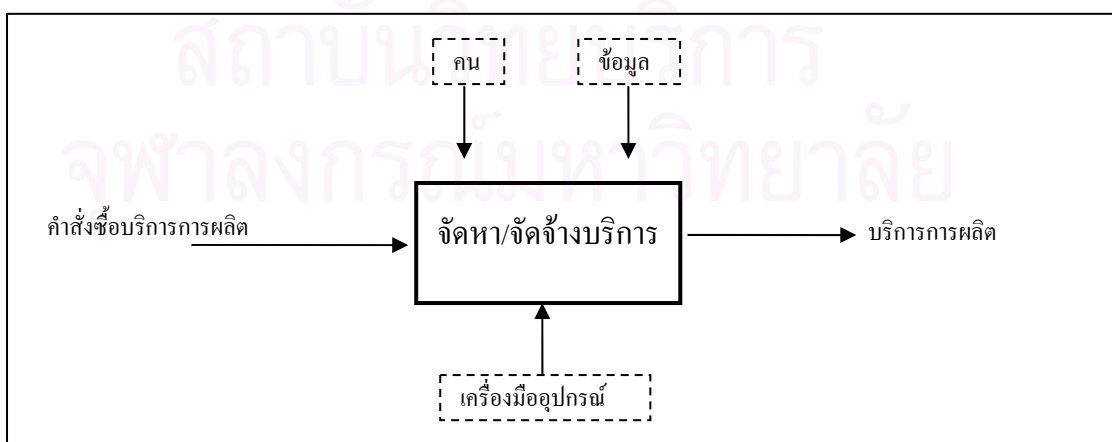 สถาบันวิทยบริการ
คน
ข้อมูล
จุฬาลงกรณ์มหาวิทยาลัย
คำสั่งซื้อบริการการผลิต
จัดหา/จัดจ้างบริการ
บริการการผลิต
เครื่องมืออุปกรณ์